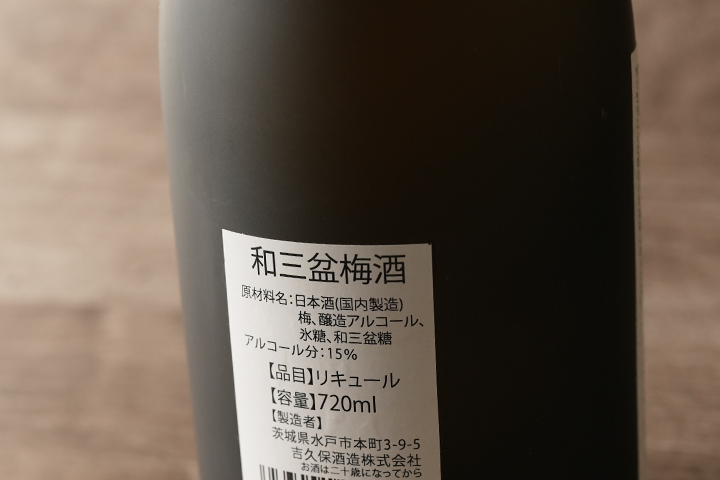 和三盆梅酒
原材料名:日本酒(国内製造)
梅、醸造アルコール、
氷糖、和三盆糖
アルコール分:15%
【品目】リキュール
【容量】720ml
【製造者】
茨城県水戸市本町3-9-5
吉久保酒造株式会社
お酒は二十歳になってから